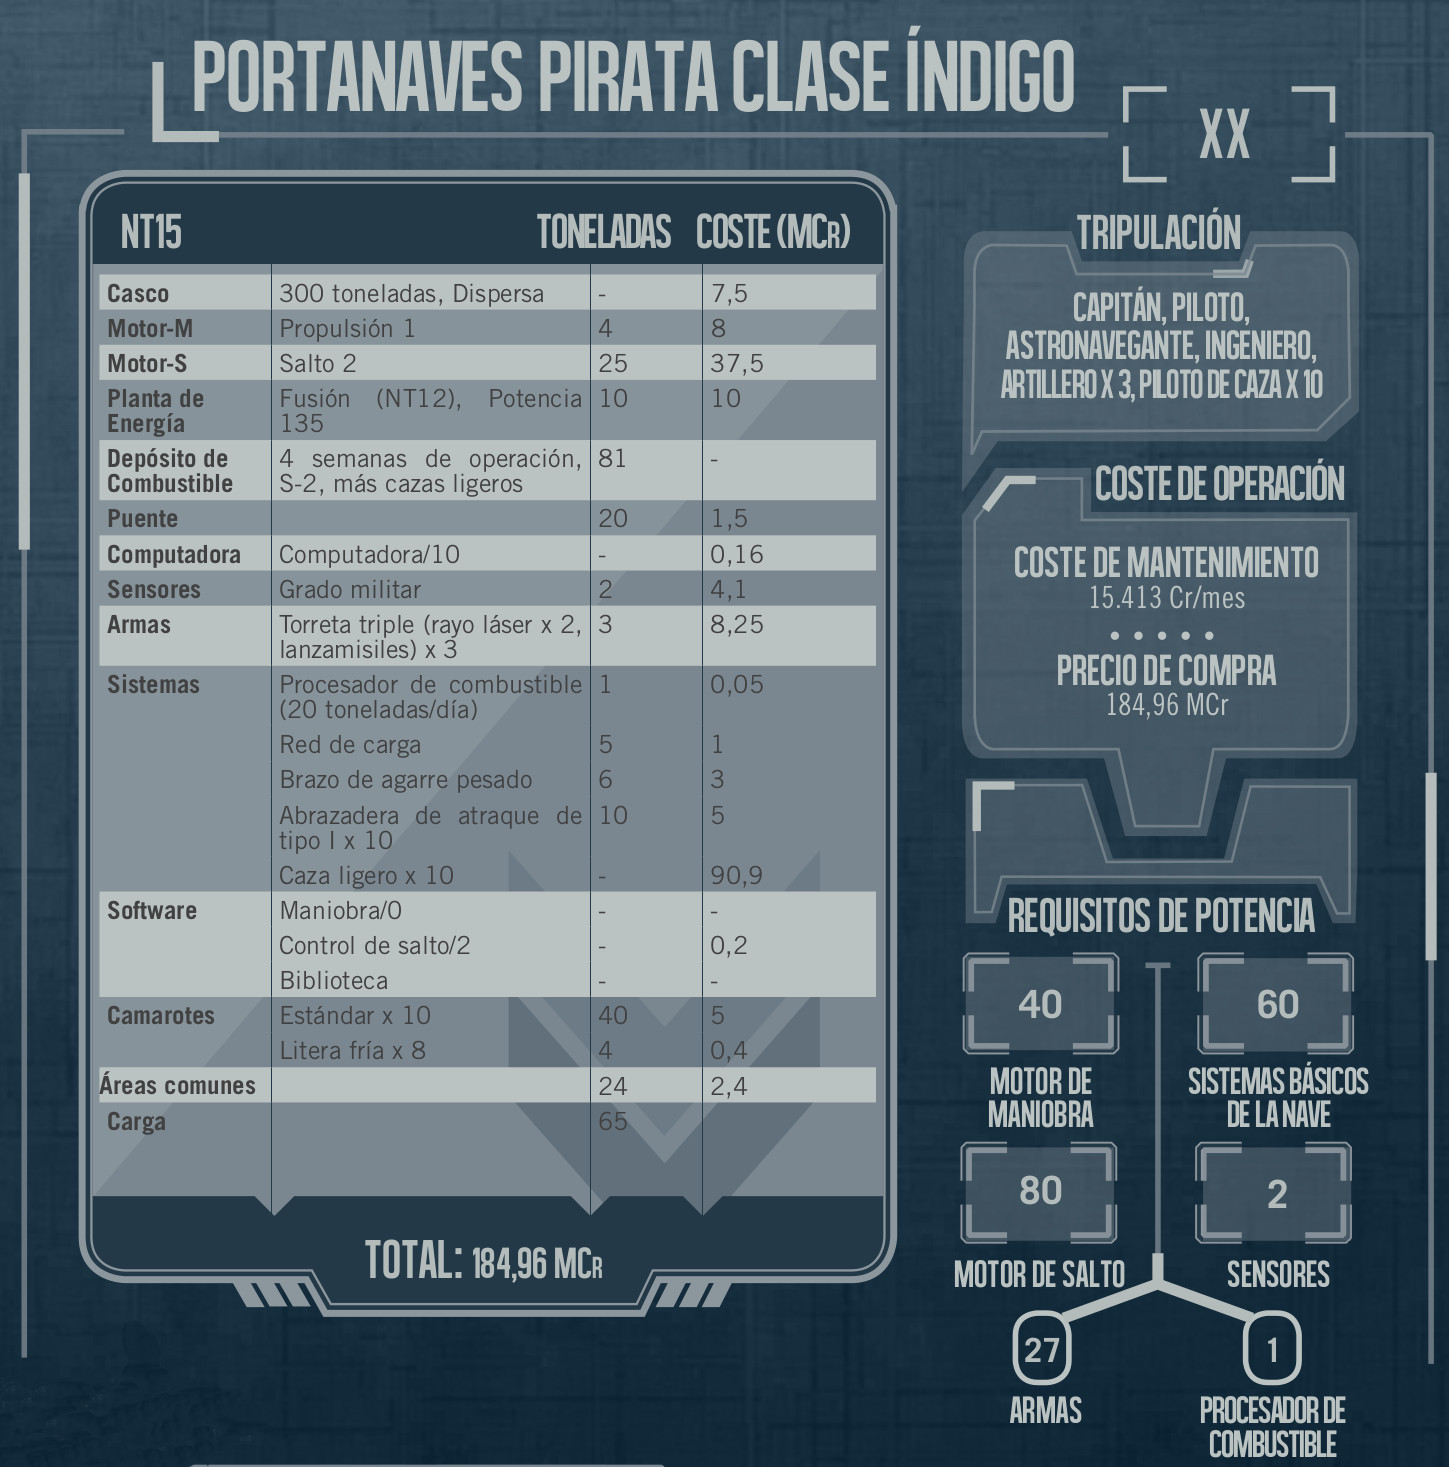 PORTANAVES PIRATA CLASE ÍNDIGO
XX
NT15 TONELADAS COSTE (MCR)
Casco 300 toneladas, Dispersa - 7,5
Motor-M Propulsión 1 4 8
Motor-S Salto 2 25 37,5
Planta de Fusión (NT12), Potencia 10 10
Energía 135
Depósito de 4 semanas de operación, 81 -
Combustible S-2, más cazas ligeros
Puente 20 1,5
Computadora Computadora/10 - 0,16
Sensores Grado militar 2 4,1
Armas Torreta triple (rayo láser x 2, 3 8,25
lanzamisiles) x 3
Sistemas Procesador de combustible 1 0,05
(20 toneladas/día)
Red de carga 5 1
Brazo de agarre pesado 6 3
Abrazadera de atraque de 10 5
tipo I x 10
Caza ligero x 10 - 90,9
Software Maniobra/0 - -
Control de salto/2 - 0,2
Biblioteca - -
Camarotes Estándar x 10 40 5
Litera fría x 8 4 0,4
Áreas comunes 24 2,4
Carga 65
TOTAL: 184,96 MCR
TRIPULACIÓN
CAPITÁN, PILOTO,
ASTRONAVEGANTE, INGENIERO,
ARTILLERO X 3, PILOTO DE CAZA X 10
COSTE DE OPERACIÓN
COSTE DE MANTENIMIENTO
15.413 Cr/mes
• • • • •
PRECIO DE COMPRA
184,96 MCr
REQUISITOS DE POTENCIA
40 60
MOTOR DE SISTEMAS BÁSICOS
MANIOBRA DE LA NAVE
80 2
MOTOR DE SALTO SENSORES
27 1
ARMAS PROCESADOR DE
COMBUSTIBLE